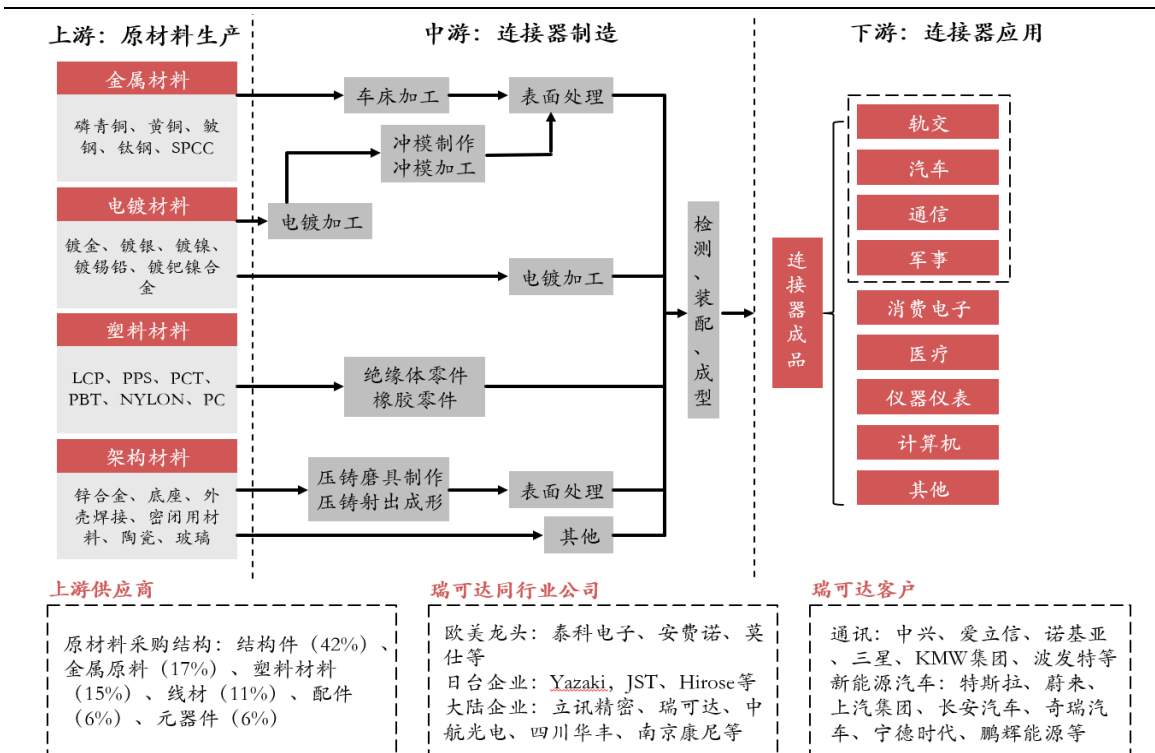 上游：原材料生产
中游：连接器制造
下游：连接器应用
金属材料
磷青铜、黄铜、皱
钢、钛钢、SPCC
电镀材料
镀金、镀银、镀镍、
镀锡铅、镀钯镍合
金
塑料材料
LCP、PPS、PCT、
PBT、NYLON、PC
架构材料
锌合金、底座、外
壳焊接、密闭用材
料、陶瓷、玻璃
车床加工
表面处理
冲模制作
冲模加工
电镀加工
电镀加工
绝缘体零件
橡胶零件
压铸磨具制作
压铸射出成形
表面处理
其他
检测、装配、成型
连接器成品
轨交
汽车
通信
军事
消费电子
医疗
仪器仪表
计算机
其他
上游供应商
原材料采购结构：结构件（42%）、
金属原料（17%）、塑料材料
（15%）、线材（11%）、配件
（6%）、元器件（6%）
瑞可达同行业公司
欧美龙头：泰科电子、安费诺、莫
仕等
日台企业：Yazaki，JST、Hirose等
大陆企业：立讯精密、瑞可达、中
航光电、四川华丰、南京康尼等
瑞可达客户
通讯：中兴、爱立信、诺基亚
、三星、KMW集团、波发特等
新能源汽车：特斯拉、蔚来、
上汽集团、长安汽车、奇瑞汽
车、宁德时代、鹏辉能源等